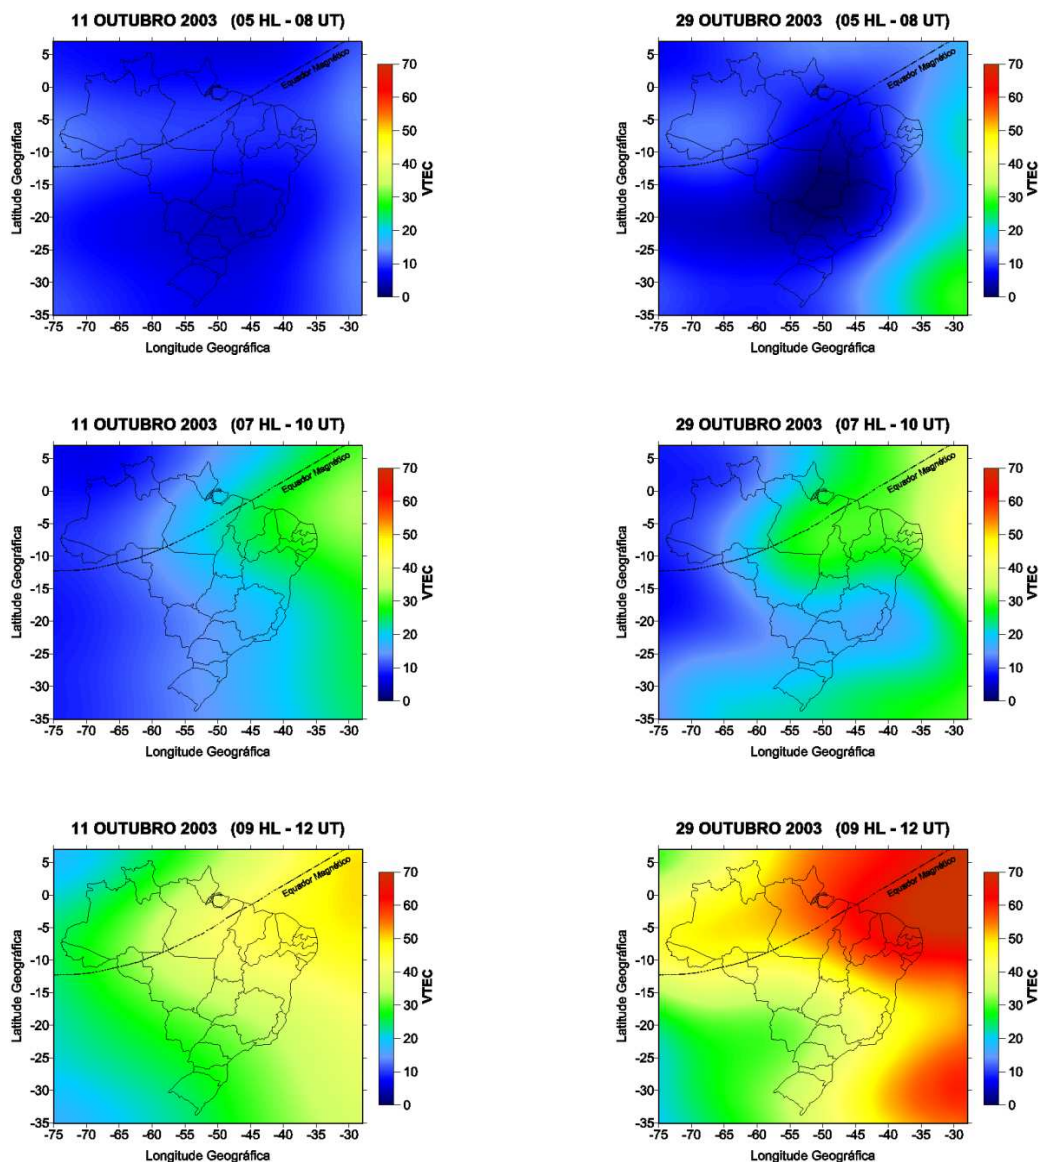 11 OUTUBRO 2003 (05 HL - 08 UT)
Latitude Geográfica
5
0
-5
-10
-15
-20
-25
-30
-35
Equador Magnético
-75 -70 -65 -60 -55 -50 -45 -40 -35 -30
Longitude Geográfica
70
60
50
40
30
20
10
0
VTEC
29 OUTUBRO 2003 (05 HL - 08 UT)
Latitude Geográfica
5
0
-5
-10
-15
-20
-25
-30
-35
Equador Magnético
-75 -70 -65 -60 -55 -50 -45 -40 -35 -30
Longitude Geográfica
70
60
50
40
30
20
10
0
VTEC
11 OUTUBRO 2003 (07 HL - 10 UT)
Latitude Geográfica
5
0
-5
-10
-15
-20
-25
-30
-35
Equador Magnético
-75 -70 -65 -60 -55 -50 -45 -40 -35 -30
Longitude Geográfica
70
60
50
40
30
20
10
0
VTEC
29 OUTUBRO 2003 (07 HL - 10 UT)
Latitude Geográfica
5
0
-5
-10
-15
-20
-25
-30
-35
Equador Magnético
-75 -70 -65 -60 -55 -50 -45 -40 -35 -30
Longitude Geográfica
70
60
50
40
30
20
10
0
VTEC
11 OUTUBRO 2003 (09 HL - 12 UT)
Latitude Geográfica
5
0
-5
-10
-15
-20
-25
-30
-35
Equador Magnético
-75 -70 -65 -60 -55 -50 -45 -40 -35 -30
Longitude Geográfica
70
60
50
40
30
20
10
0
VTEC
29 OUTUBRO 2003 (09 HL - 12 UT)
Latitude Geográfica
5
0
-5
-10
-15
-20
-25
-30
-35
Equador Magnético
-75 -70 -65 -60 -55 -50 -45 -40 -35 -30
Longitude Geográfica
70
60
50
40
30
20
10
0
VTEC